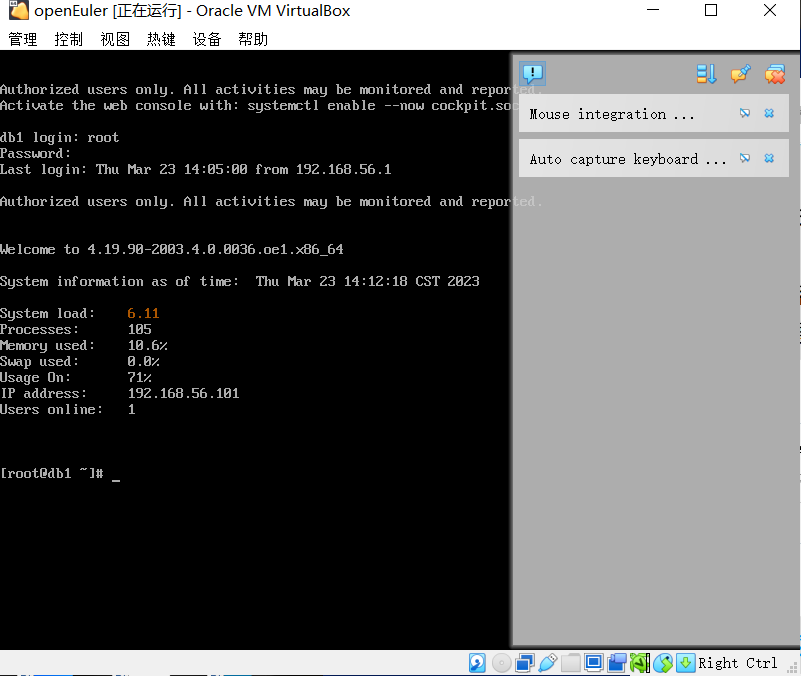 openEuler [正在运行] - Oracle VM VirtualBox
管理 控制 视图 热键 设备 帮助
Authorized users only. All activities may be monitored and reported.
Activate the web console with: systemctl enable --now cockpit.soc
db1 login: root
Password:
Last login: Thu Mar 23 14:05:00 from 192.168.56.1
Authorized users only. All activities may be monitored and reported.
Welcome to 4.19.90-2003.4.0.0036.oe1.x86_64
System information as of time:  Thu Mar 23 14:12:18 CST 2023
System load:    6.11
Processes:      105
Memory used:    10.6%
Swap used:      0.0%
Usage On:       71%
IP address:     192.168.56.101
Users online:   1
[root@db1 ~]# _
Mouse integration ...
Auto capture keyboard ...
Right Ctrl